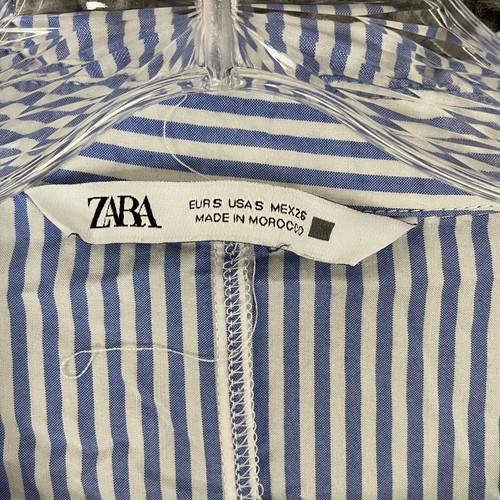 ZARA
EUR S USA S MEX 26
MADE IN MOROCCO